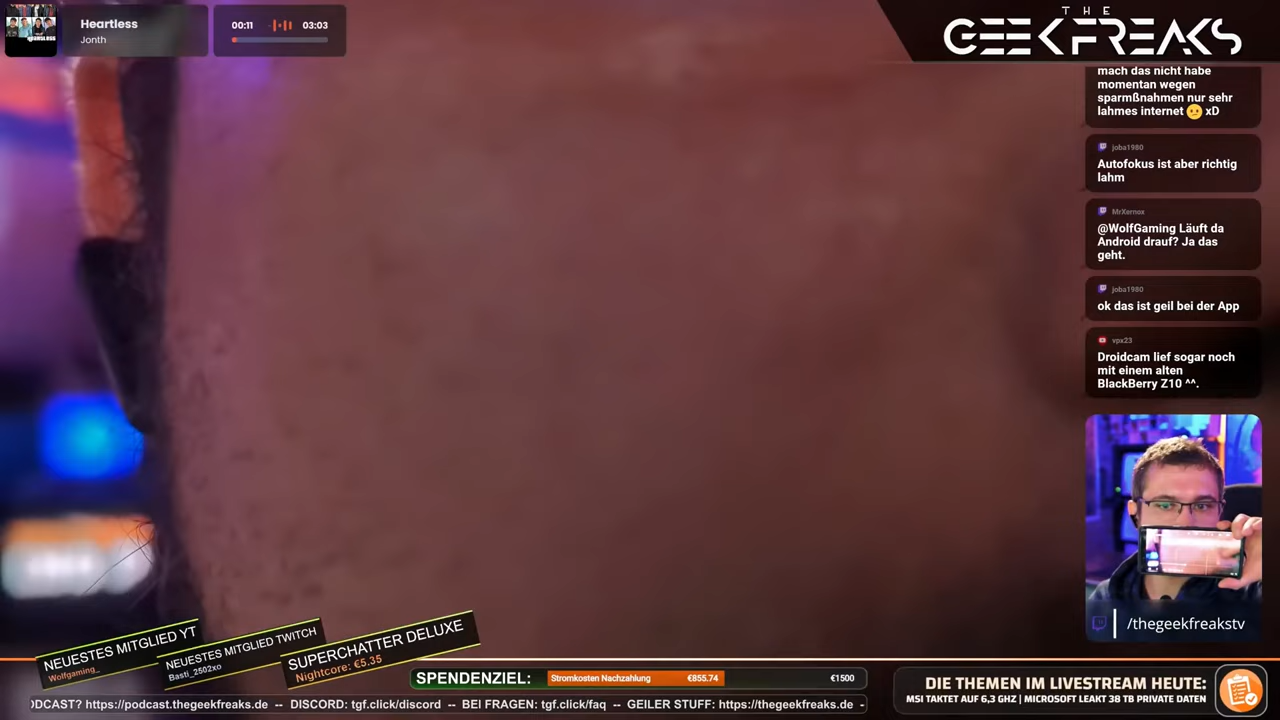 Heartless
Jonth
00:11
03:03
THE
GEEKFREAKS
mach das nicht habe
momentan wegen
sparmßnahmen nur sehr
lahmes internet 😕 xD
joba1980
Autofokus ist aber richtig
lahm
MrXernox
@WolfGaming Läuft da
Android drauf? Ja das
geht.
joba1980
ok das ist geil bei der App
vpx23
Droidcam lief sogar noch
mit einem alten
BlackBerry Z10 ^^.
/thegeekfreakstv
NEUESTES MITGLIED YT
Wolfgaming_
NEUESTES MITGLIED TWITCH
Basti_2502xo
SUPERCHATTER DELUXE
Nightcore: €5.35
SPENDENZIEL:
Stromkosten Nachzahlung
€855.74
€1500
DIE THEMEN IM LIVESTREAM HEUTE:
MSI TAKTET AUF 6,3 GHZ | MICROSOFT LEAKT 38 TB PRIVATE DATEN
ODCAST? https://podcast.thegeekfreaks.de -- DISCORD: tgf.click/discord -- BEI FRAGEN: tgf.click/faq -- GEILER STUFF: https://thegeekfreaks.de -